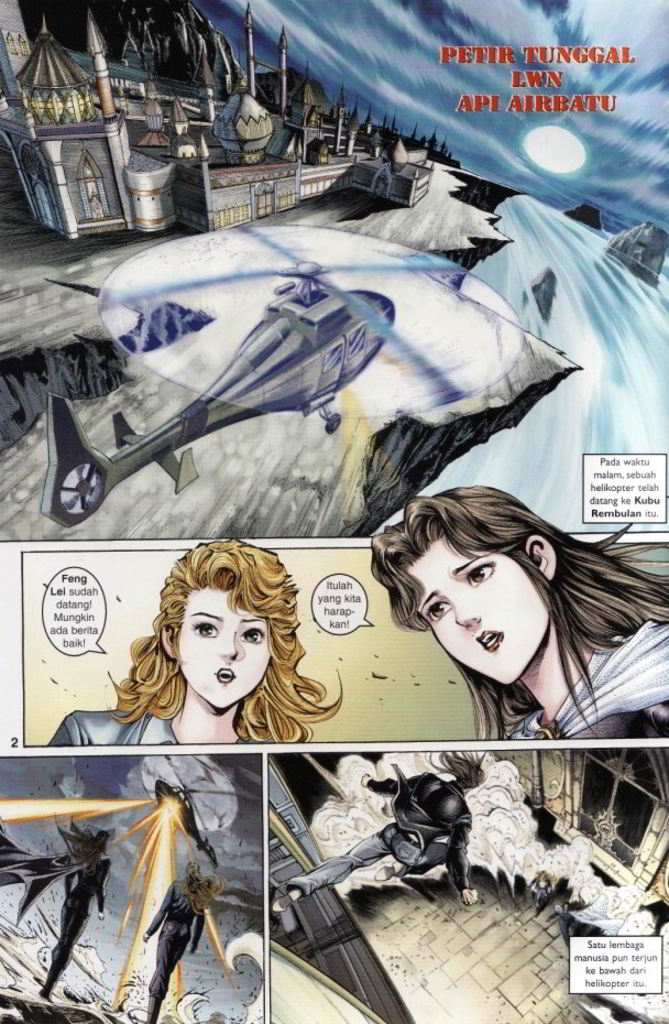 PETIR TUNGGAL
LWN
API AIRBATU
Pada waktu
malam, sebuah
helikopter telah
datang ke Kubu
Rembulan itu.
Feng
Lei sudah
datang!
Mungkin
ada berita
baik!
Itulah
yang kita
harap-
kan!
2
Satu lembaga
manusia pun terjun
ke bawah dari
helikopter itu.